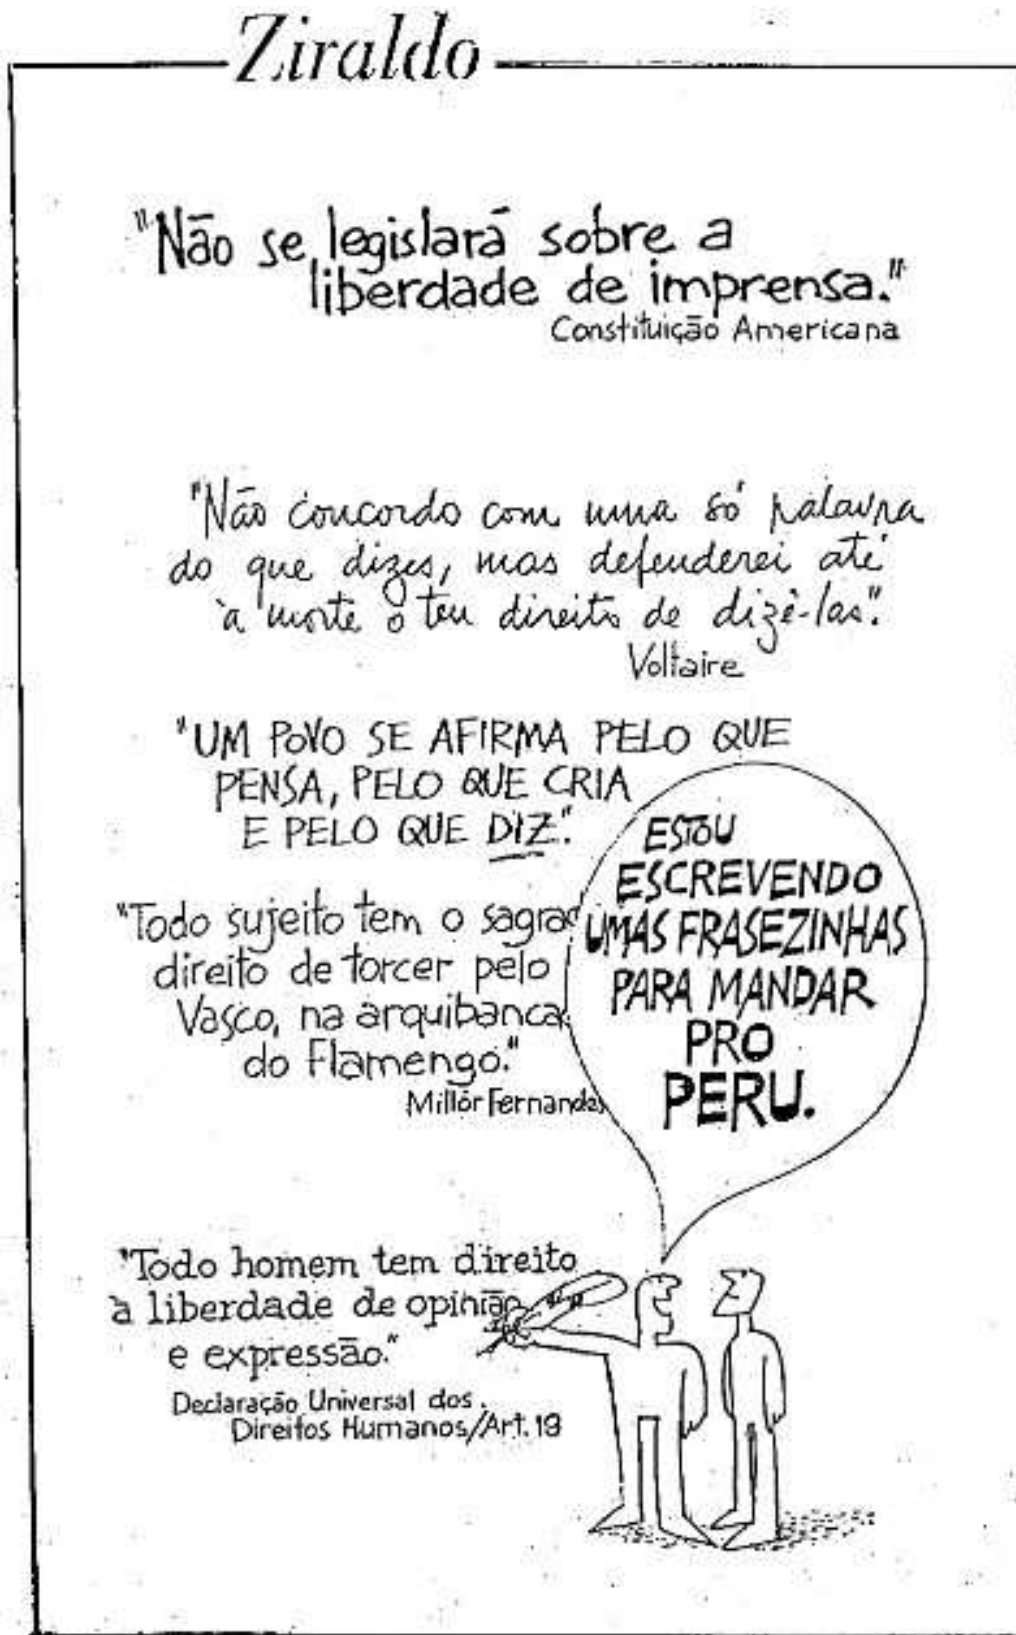 Ziraldo
"Não se legislará sobre a
liberdade de imprensa."
Constituição Americana
"Não concordo com uma só palavra
do que dizes, mas defenderei até
à morte o teu direito de dizê-las".
Voltaire
"UM POVO SE AFIRMA PELO QUE
PENSA, PELO QUE CRIA
E PELO QUE DIZ".
"Todo sujeito tem o sagrad
direito de torcer pelo
Vasco, na arquibanca
do Flamengo."
Millôr Fernandes
ESTOU
ESCREVENDO
UMAS FRASEZINHAS
PARA MANDAR
PRO
PERU.
"Todo homem tem direito
à liberdade de opinião
e expressão."
Declaração Universal dos
Direitos Humanos/Art. 19